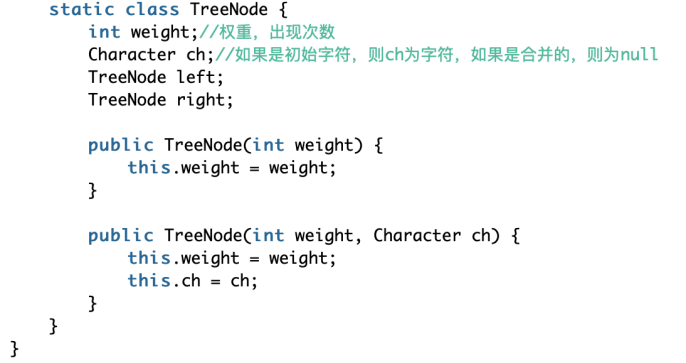 static class TreeNode {
int weight;//权重，出现次数
Character ch;//如果是初始字符，则ch为字符，如果是合并的，则为null
TreeNode left;
TreeNode right;
public TreeNode(int weight) {
this.weight = weight;
}
public TreeNode(int weight, Character ch) {
this.weight = weight;
this.ch = ch;
}
}
}